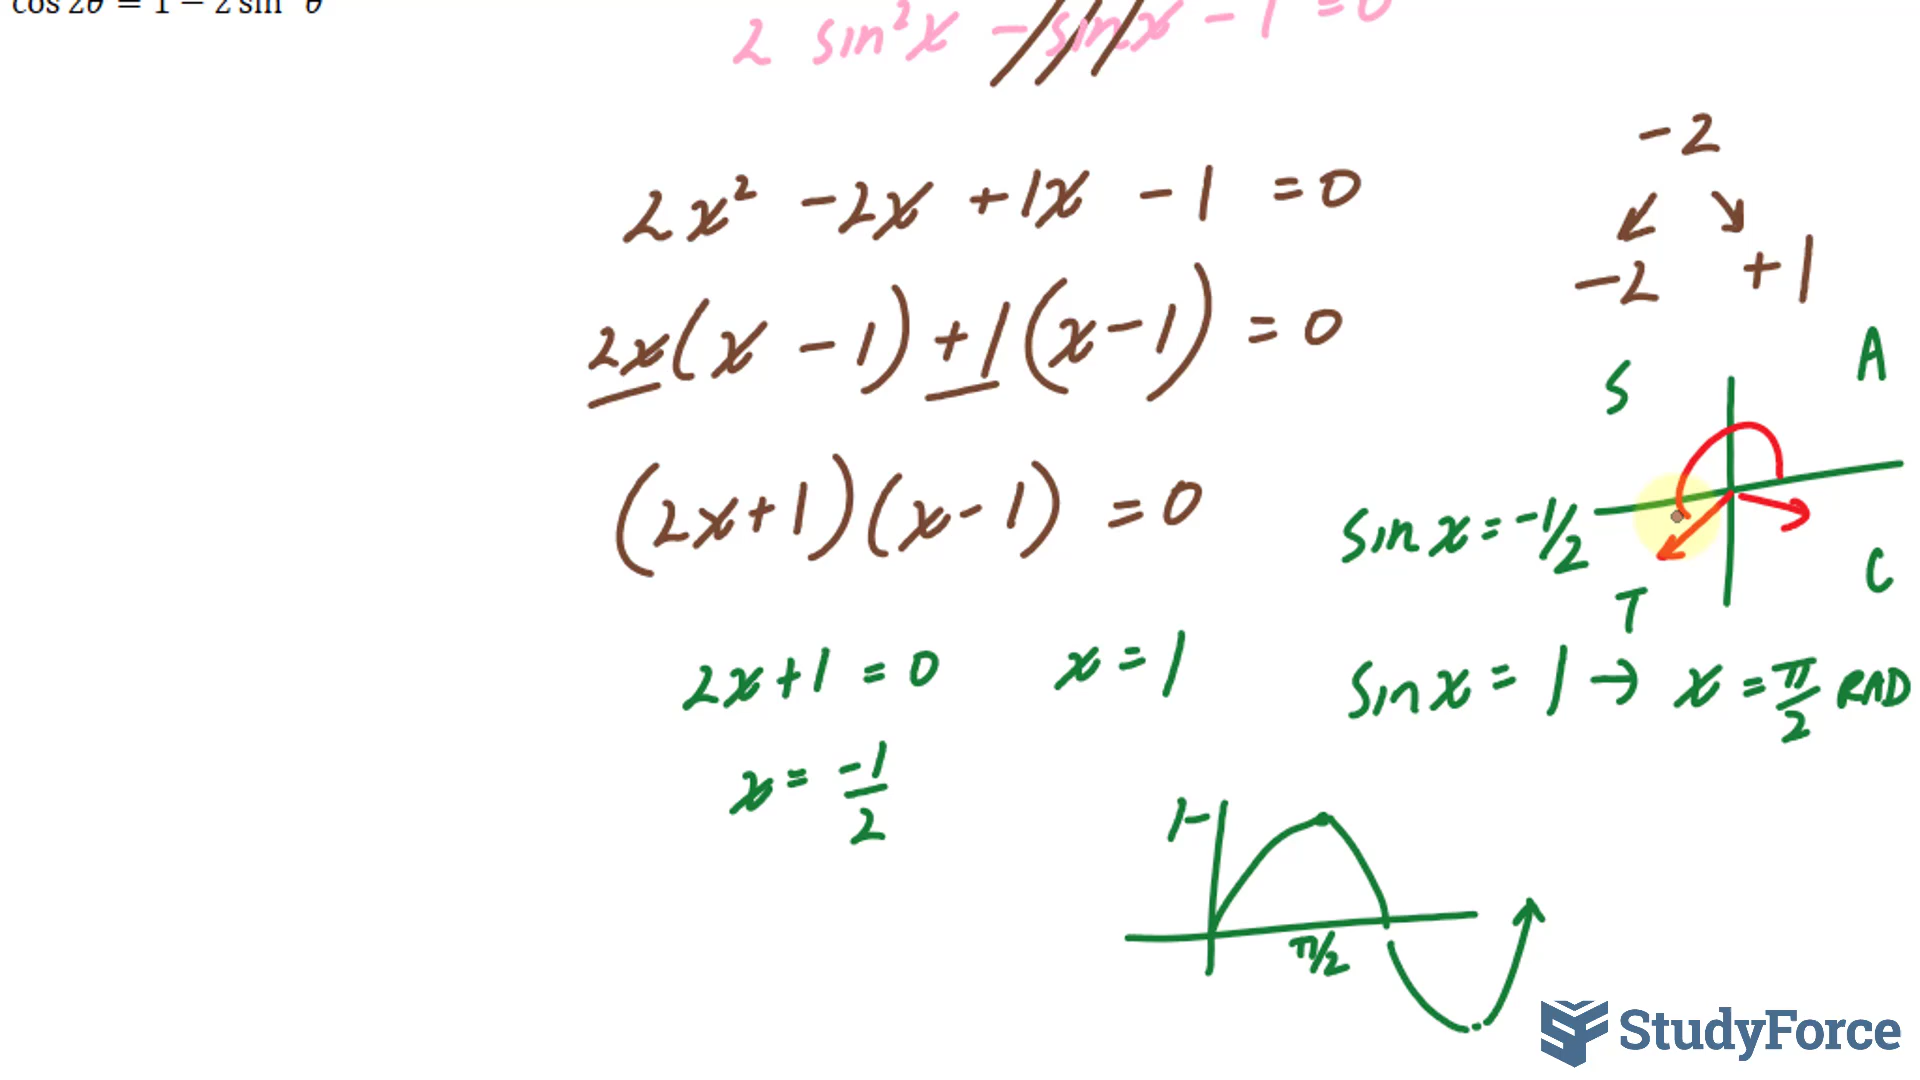 cos 2θ = 1 − 2 sin² θ
2 sin²x - sinx - 1 = 0
-2
-2 +1
2x² -2x +1x -1 =0
2x(x -1) +1(x-1) =0
(2x+1)(x-1) =0
S A
T C
sin x = -1/2
2x+1 = 0 x = 1
sin x = 1 → x = π/2 RAD
x = -1/2
1-
π/2
StudyForce